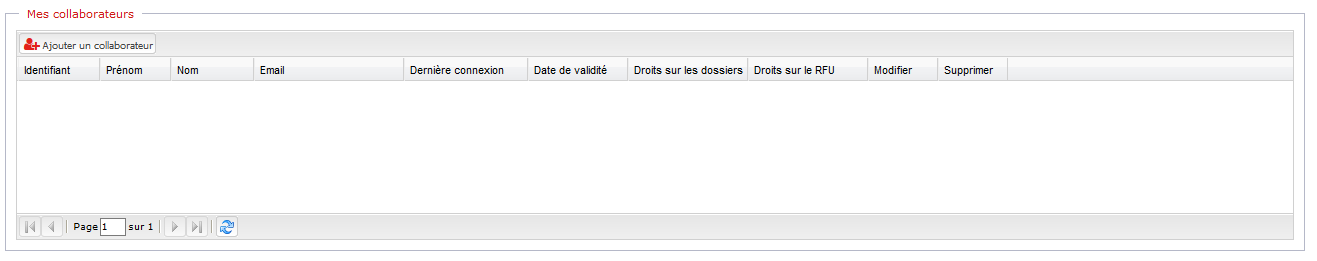 Mes collaborateurs
Ajouter un collaborateur
Identifiant Prénom Nom Email Dernière connexion Date de validité Droits sur les dossiers Droits sur le RFU Modifier Supprimer
Page 1 sur 1